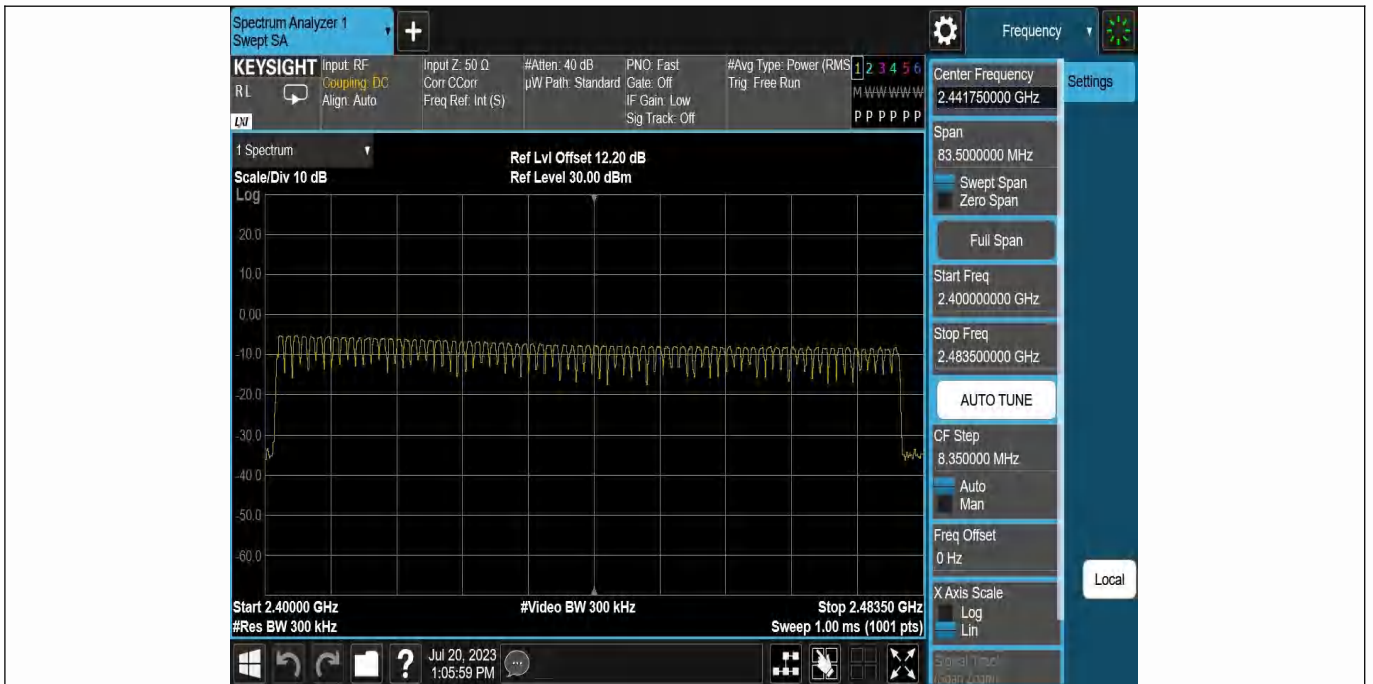 Spectrum Analyzer 1
Swept SA
Frequency
KEYSIGHT
RL
LXI
Input: RF
Coupling: DC
Align: Auto
Input Z: 50 Ω
Corr CCorr
Freq Ref: Int (S)
#Atten: 40 dB
µW Path: Standard
PNO: Fast
Gate: Off
IF Gain: Low
Sig Track: Off
#Avg Type: Power (RMS
Trig: Free Run
1 2 3 4 5 6
M W W W W W
P P P P P P
1 Spectrum
Scale/Div 10 dB
Ref Lvl Offset 12.20 dB
Ref Level 30.00 dBm
Log
20.0
10.0
0.00
-10.0
-20.0
-30.0
-40.0
-50.0
-60.0
Start 2.40000 GHz
#Res BW 300 kHz
#Video BW 300 kHz
Stop 2.48350 GHz
Sweep 1.00 ms (1001 pts)
?
Jul 20, 2023
1:05:59 PM
Center Frequency
2.441750000 GHz
Settings
Span
83.5000000 MHz
Swept Span
Zero Span
Full Span
Start Freq
2.400000000 GHz
Stop Freq
2.483500000 GHz
AUTO TUNE
CF Step
8.350000 MHz
Auto
Man
Freq Offset
0 Hz
X Axis Scale
Log
Lin
Local
Signal Track
(Span Zoom)